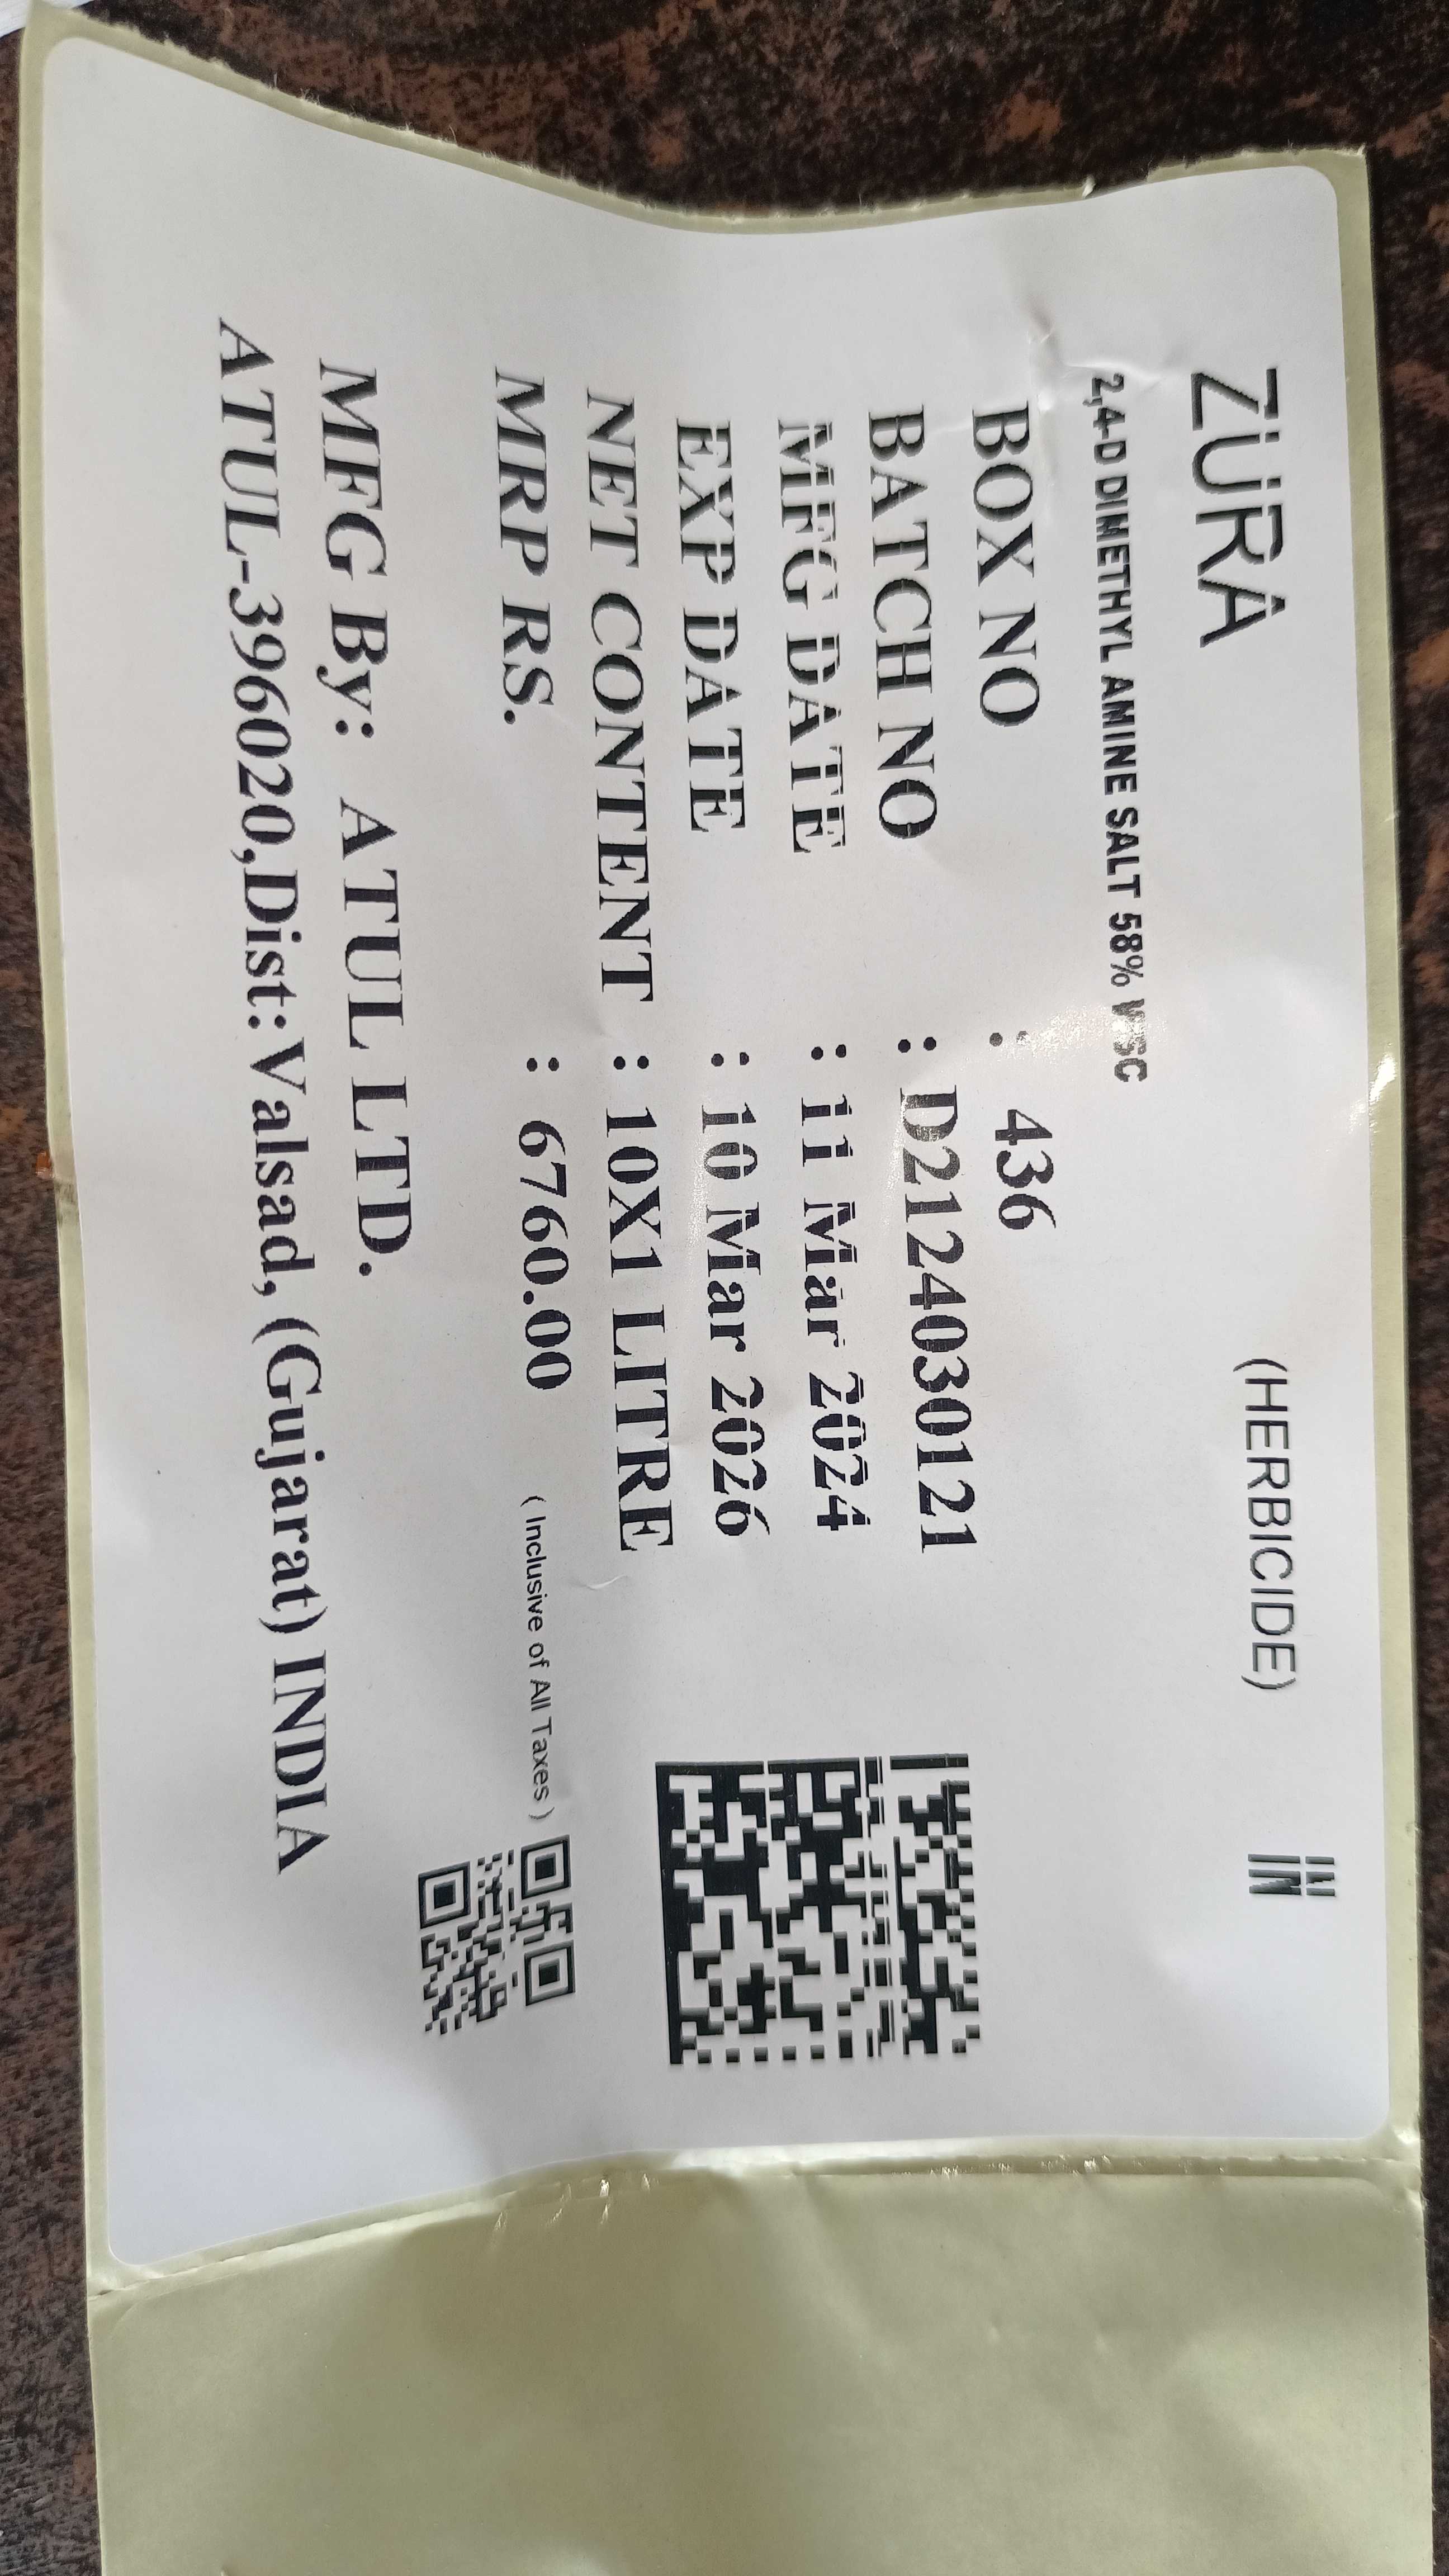 ZURA (HERBICIDE) IN
2,4-D DIMETHYL AMINE SALT 58% WSC
BOX NO : 436
BATCH NO : D2124030121
MFG DATE : 11 Mar 2024
EXP DATE : 10 Mar 2026
NET CONTENT : 10X1 LITRE
MRP RS. : 6760.00 ( Inclusive of All Taxes )
MFG By: ATUL LTD.
ATUL-396020,Dist:Valsad, (Gujarat) INDIA